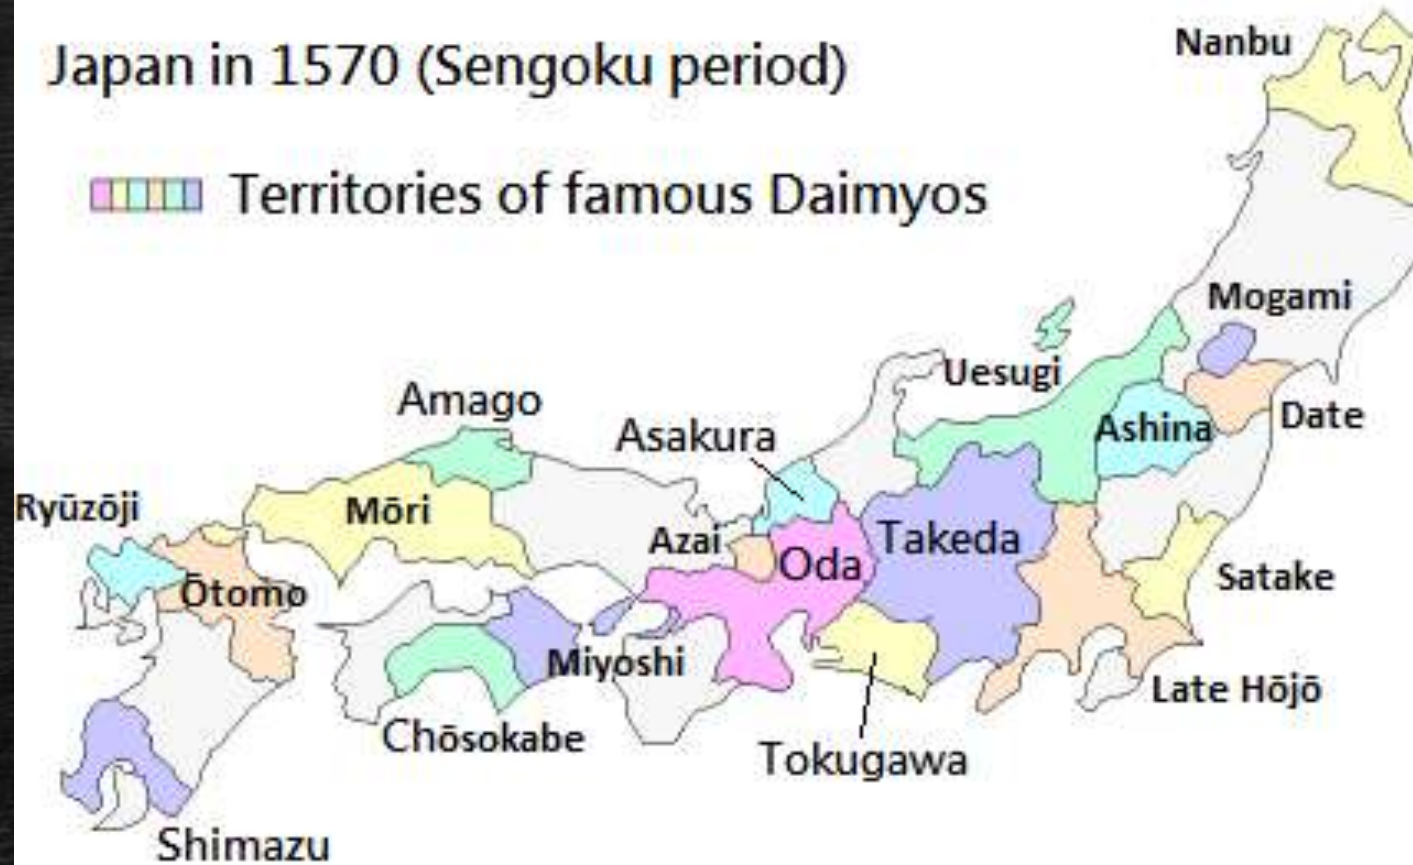 Japan in 1570 (Sengoku period)
Territories of famous Daimyos
Nanbu
Mogami
Uesugi
Amago
Asakura
Ashina
Date
Ryūzōji
Mōri
Azai
Oda
Takeda
Satake
Ōtomo
Miyoshi
Late Hōjō
Chōsokabe
Tokugawa
Shimazu